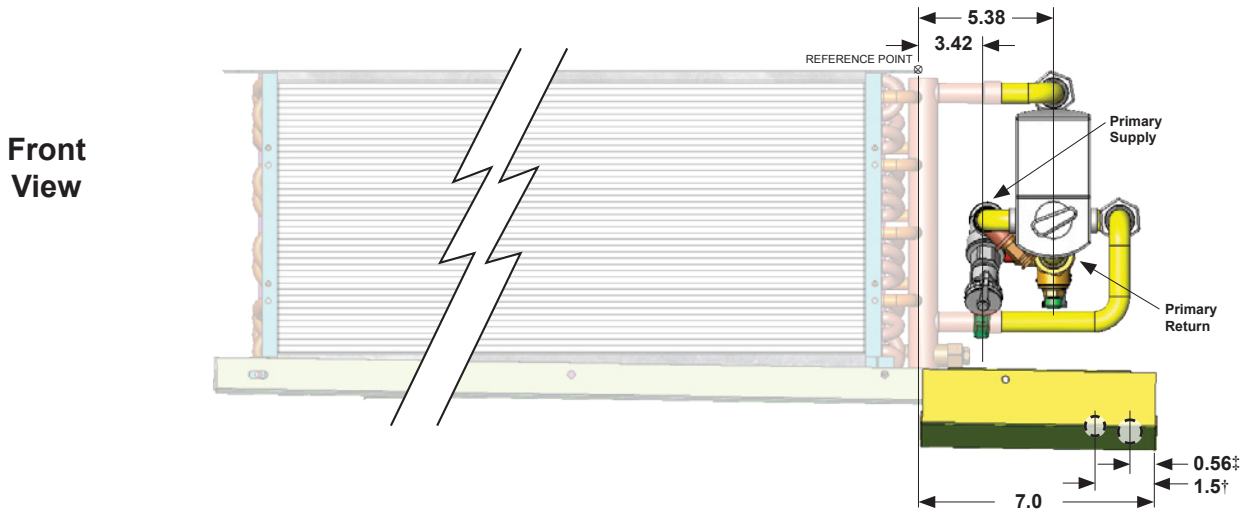 5.38
3.42
REFERENCE POINT
Front
View
Primary
Supply
Primary
Return
0.56‡
1.5†
7.0